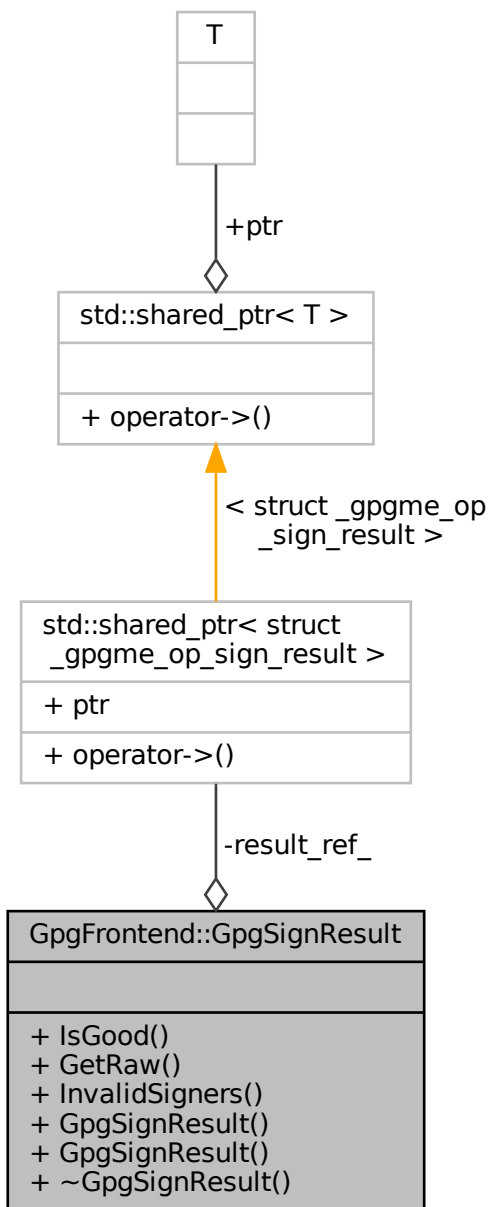 T
+ptr
std::shared_ptr< T >
+ operator->()
< struct _gpgme_op
_sign_result >
std::shared_ptr< struct
_gpgme_op_sign_result >
+ ptr
+ operator->()
-result_ref_
GpgFrontend::GpgSignResult
+ IsGood()
+ GetRaw()
+ InvalidSigners()
+ GpgSignResult()
+ GpgSignResult()
+ ~GpgSignResult()